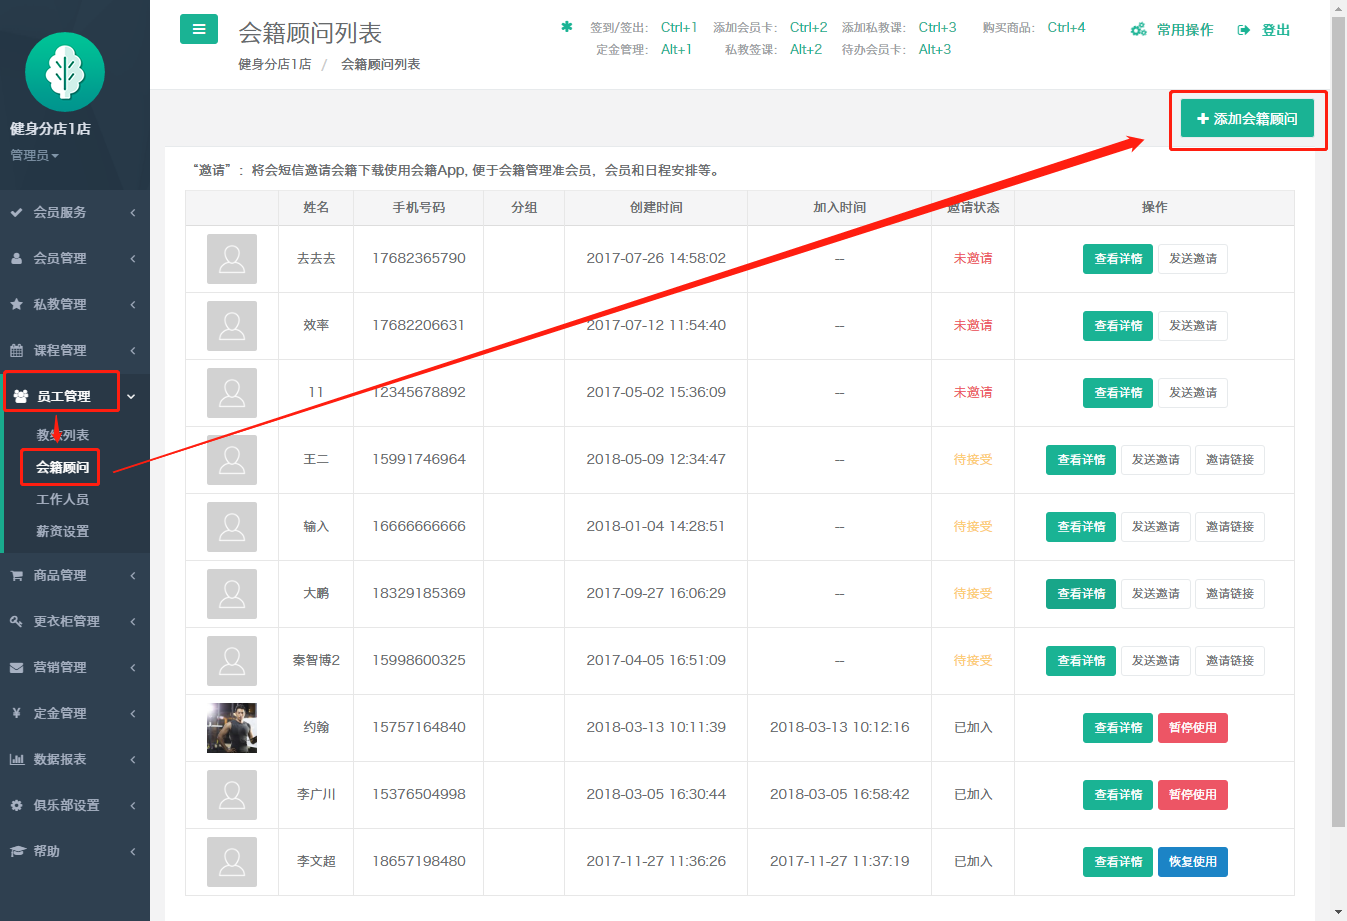 会籍顾问列表
健身分店1店 / 会籍顾问列表
签到/签出： Ctrl+1 添加会员卡： Ctrl+2 添加私教课： Ctrl+3 购买商品： Ctrl+4
定金管理： Alt+1 私教签课： Alt+2 待办会员卡： Alt+3
常用操作 登出
健身分店1店
管理员
会员服务
会员管理
私教管理
课程管理
员工管理
教练列表
会籍顾问
工作人员
薪资设置
商品管理
更衣柜管理
营销管理
¥ 定金管理
数据报表
俱乐部设置
帮助
+ 添加会籍顾问
“邀请”：将会短信邀请会籍下载使用会籍App, 便于会籍管理准会员，会员和日程安排等。
姓名 手机号码 分组 创建时间 加入时间 邀请状态 操作
去去去 17682365790 2017-07-26 14:58:02 -- 未邀请 查看详情 发送邀请
效率 17682206631 2017-07-12 11:54:40 -- 未邀请 查看详情 发送邀请
11 12345678892 2017-05-02 15:36:09 -- 未邀请 查看详情 发送邀请
王二 15991746964 2018-05-09 12:34:47 -- 待接受 查看详情 发送邀请 邀请链接
输入 16666666666 2018-01-04 14:28:51 -- 待接受 查看详情 发送邀请 邀请链接
大鹏 18329185369 2017-09-27 16:06:29 -- 待接受 查看详情 发送邀请 邀请链接
秦智博2 15998600325 2017-04-05 16:51:09 -- 待接受 查看详情 发送邀请 邀请链接
约翰 15757164840 2018-03-13 10:11:39 2018-03-13 10:12:16 已加入 查看详情 暂停使用
李广川 15376504998 2018-03-05 16:30:44 2018-03-05 16:58:42 已加入 查看详情 暂停使用
李文超 18657198480 2017-11-27 11:36:26 2017-11-27 11:37:19 已加入 查看详情 恢复使用